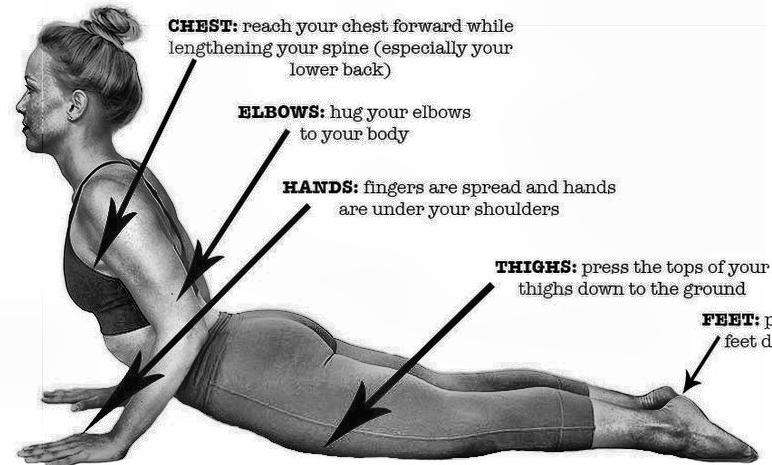 CHEST: reach your chest forward while
lengthening your spine (especially your
lower back)
ELBOWS: hug your elbows
to your body
HANDS: fingers are spread and hands
are under your shoulders
THIGHS: press the tops of your
thighs down to the ground
FEET:
feet